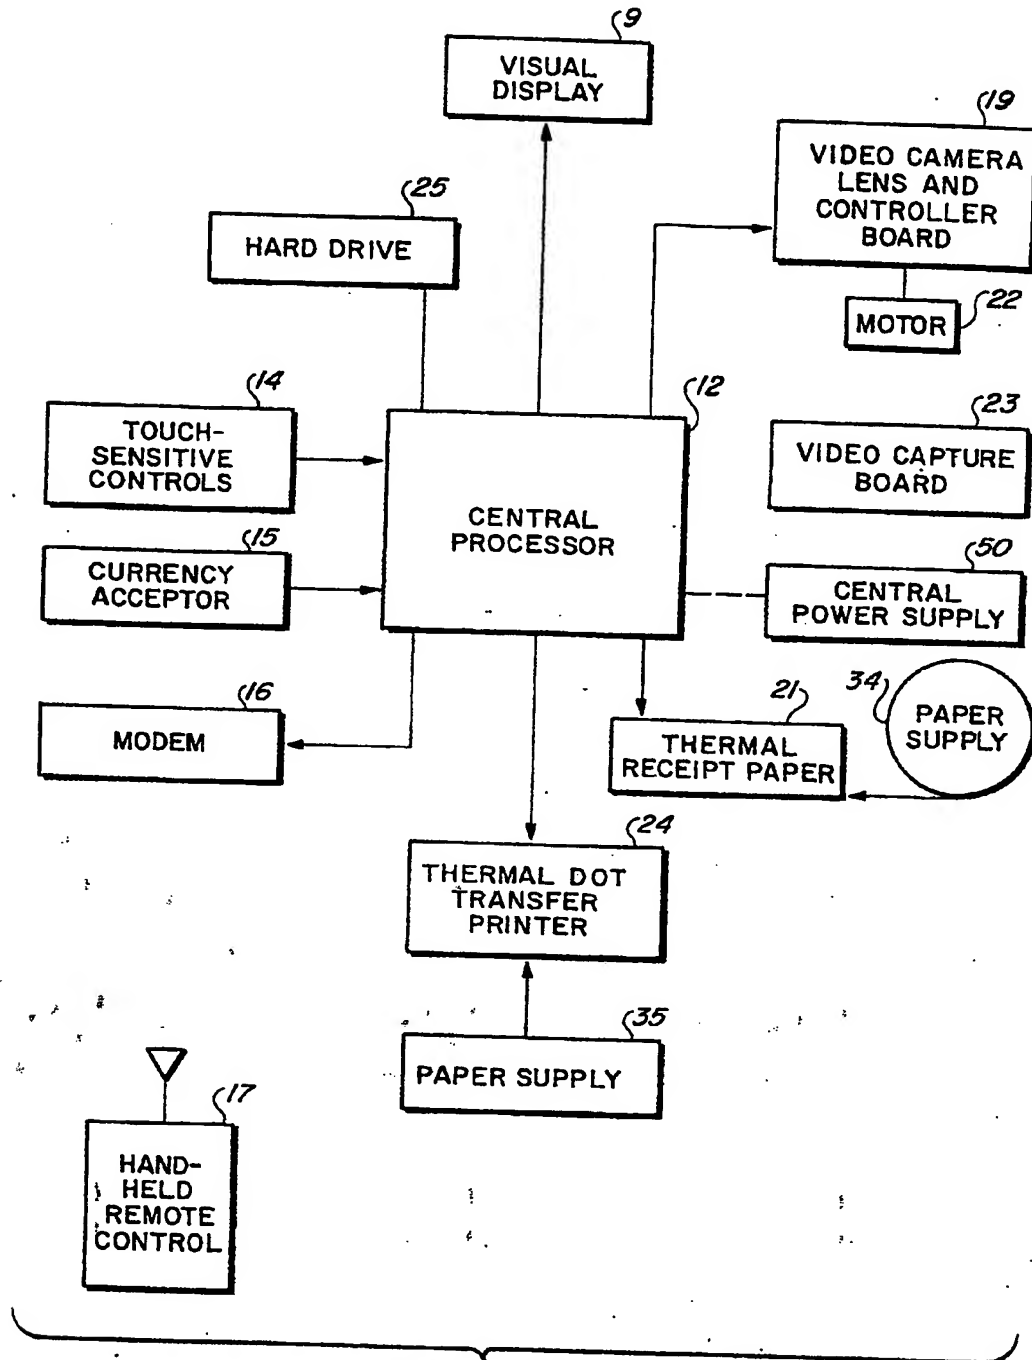 9
VISUAL
DISPLAY
19
VIDEO CAMERA
LENS AND
CONTROLLER
BOARD
25
HARD DRIVE
22
MOTOR
14
TOUCH-
SENSITIVE
CONTROLS
12
CENTRAL
PROCESSOR
23
VIDEO CAPTURE
BOARD
15
CURRENCY
ACCEPTOR
50
CENTRAL
POWER SUPPLY
16
MODEM
21
THERMAL
RECEIPT PAPER
34
PAPER
SUPPLY
24
THERMAL DOT
TRANSFER
PRINTER
35
PAPER SUPPLY
17
HAND-
HELD
REMOTE
CONTROL